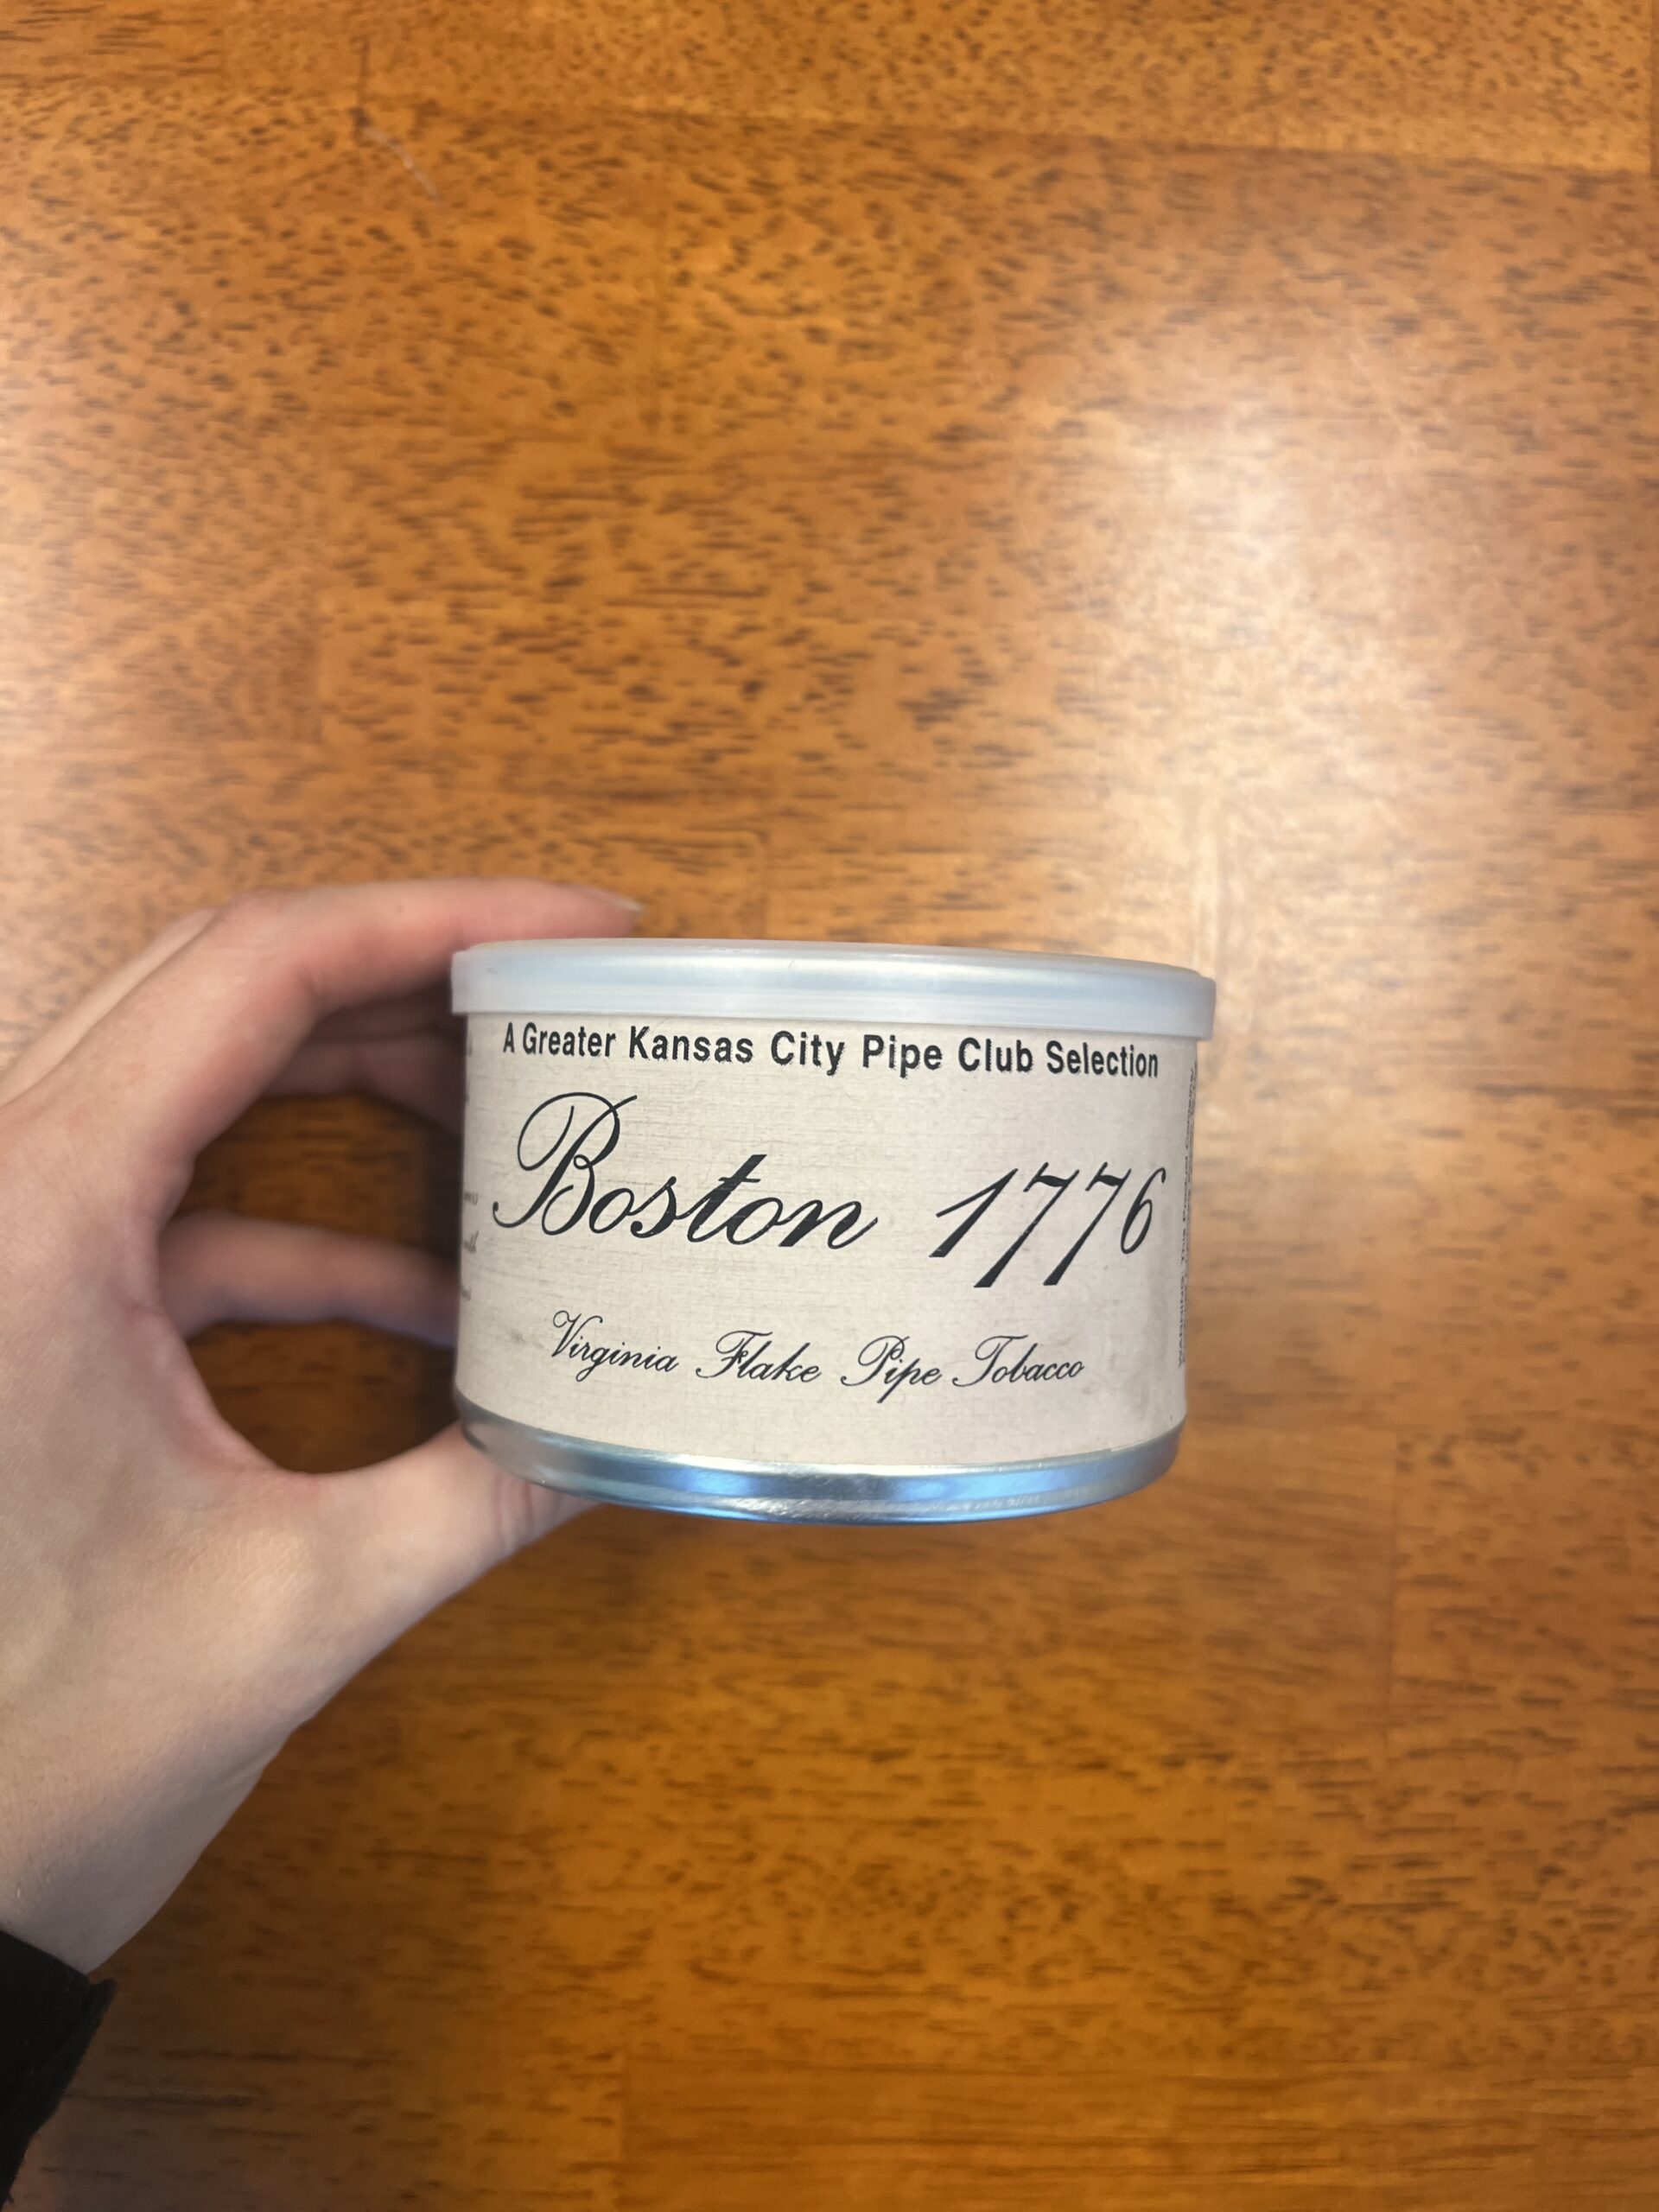 A Greater Kansas City Pipe Club Selection
Boston 1776
Virginia Flake Pipe Tobacco